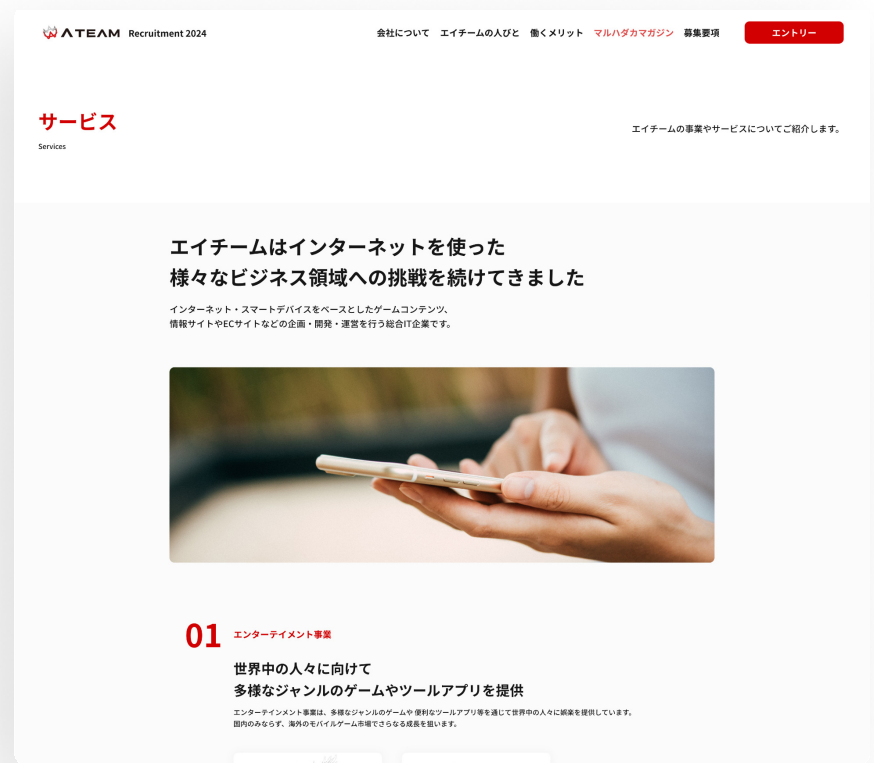 ATEAM Recruitment 2024
会社について エイチームの人びと 働くメリット マルハダカマガジン 募集要項 エントリー
サービス
Services
エイチームの事業やサービスについてご紹介します。
エイチームはインターネットを使った
様々なビジネス領域への挑戦を続けてきました
インターネット・スマートデバイスをベースとしたゲームコンテンツ、
情報サイトやECサイトなどの企画・開発・運営を行う総合IT企業です。
01 エンターテイメント事業
世界中の人々に向けて
多様なジャンルのゲームやツールアプリを提供
エンターテインメント事業は、多様なジャンルのゲームや 便利なツールアプリ等を通じて世界中の人々に娯楽を提供しています。
国内のみならず、海外のモバイルゲーム市場でさらなる成長を狙います。